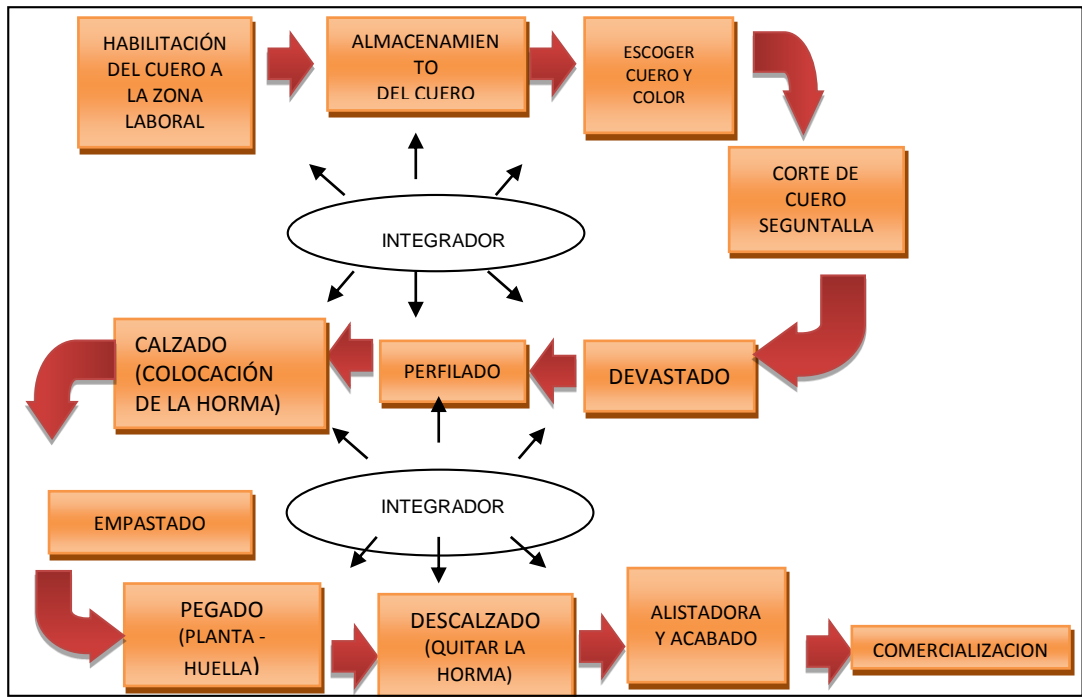 HABILITACIÓN
DEL CUERO A
LA ZONA
LABORAL
ALMACENAMIEN
TO
DEL CUERO
ESCOGER
CUERO Y
COLOR
CORTE DE
CUERO
SEGUNTALLA
INTEGRADOR
DEVASTADO
PERFILADO
CALZADO
(COLOCACIÓN
DE LA HORMA)
INTEGRADOR
EMPASTADO
PEGADO
(PLANTA -
HUELLA)
DESCALZADO
(QUITAR LA
HORMA)
ALISTADORA
Y ACABADO
COMERCIALIZACION